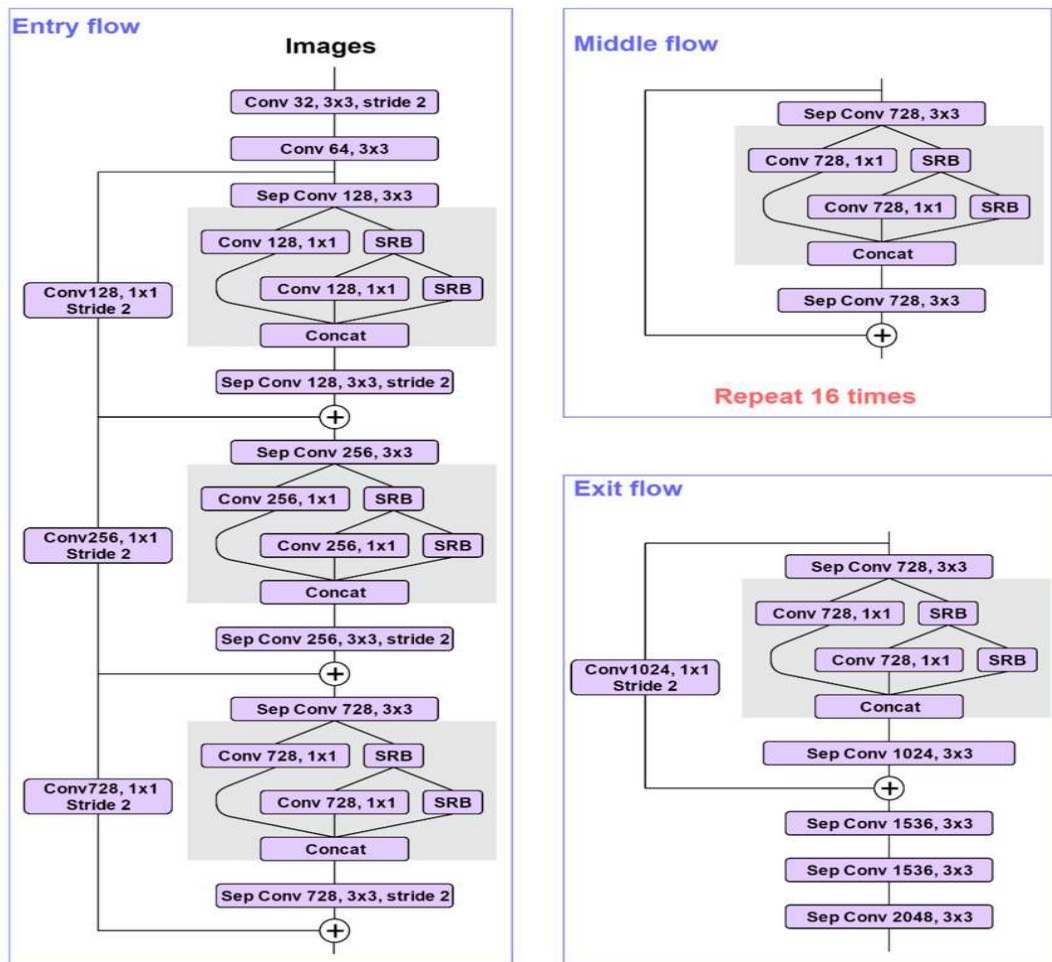 Entry flow
Images
Conv 32, 3x3, stride 2
Conv 64, 3x3
Sep Conv 128, 3x3
Conv 128, 1x1
SRB
Conv128, 1x1
Stride 2
Conv 128, 1x1
SRB
Concat
Sep Conv 128, 3x3, stride 2
+
Sep Conv 256, 3x3
Conv 256, 1x1
SRB
Conv256, 1x1
Stride 2
Conv 256, 1x1
SRB
Concat
Sep Conv 256, 3x3, stride 2
+
Sep Conv 728, 3x3
Conv 728, 1x1
SRB
Conv728, 1x1
Stride 2
Conv 728, 1x1
SRB
Concat
Sep Conv 728, 3x3, stride 2
+
Middle flow
Sep Conv 728, 3x3
Conv 728, 1x1
SRB
Conv 728, 1x1
SRB
Concat
Sep Conv 728, 3x3
+
Repeat 16 times
Exit flow
Sep Conv 728, 3x3
Conv 728, 1x1
SRB
Conv 728, 1x1
SRB
Conv1024, 1x1
Stride 2
Concat
Sep Conv 1024, 3x3
+
Sep Conv 1536, 3x3
Sep Conv 1536, 3x3
Sep Conv 2048, 3x3